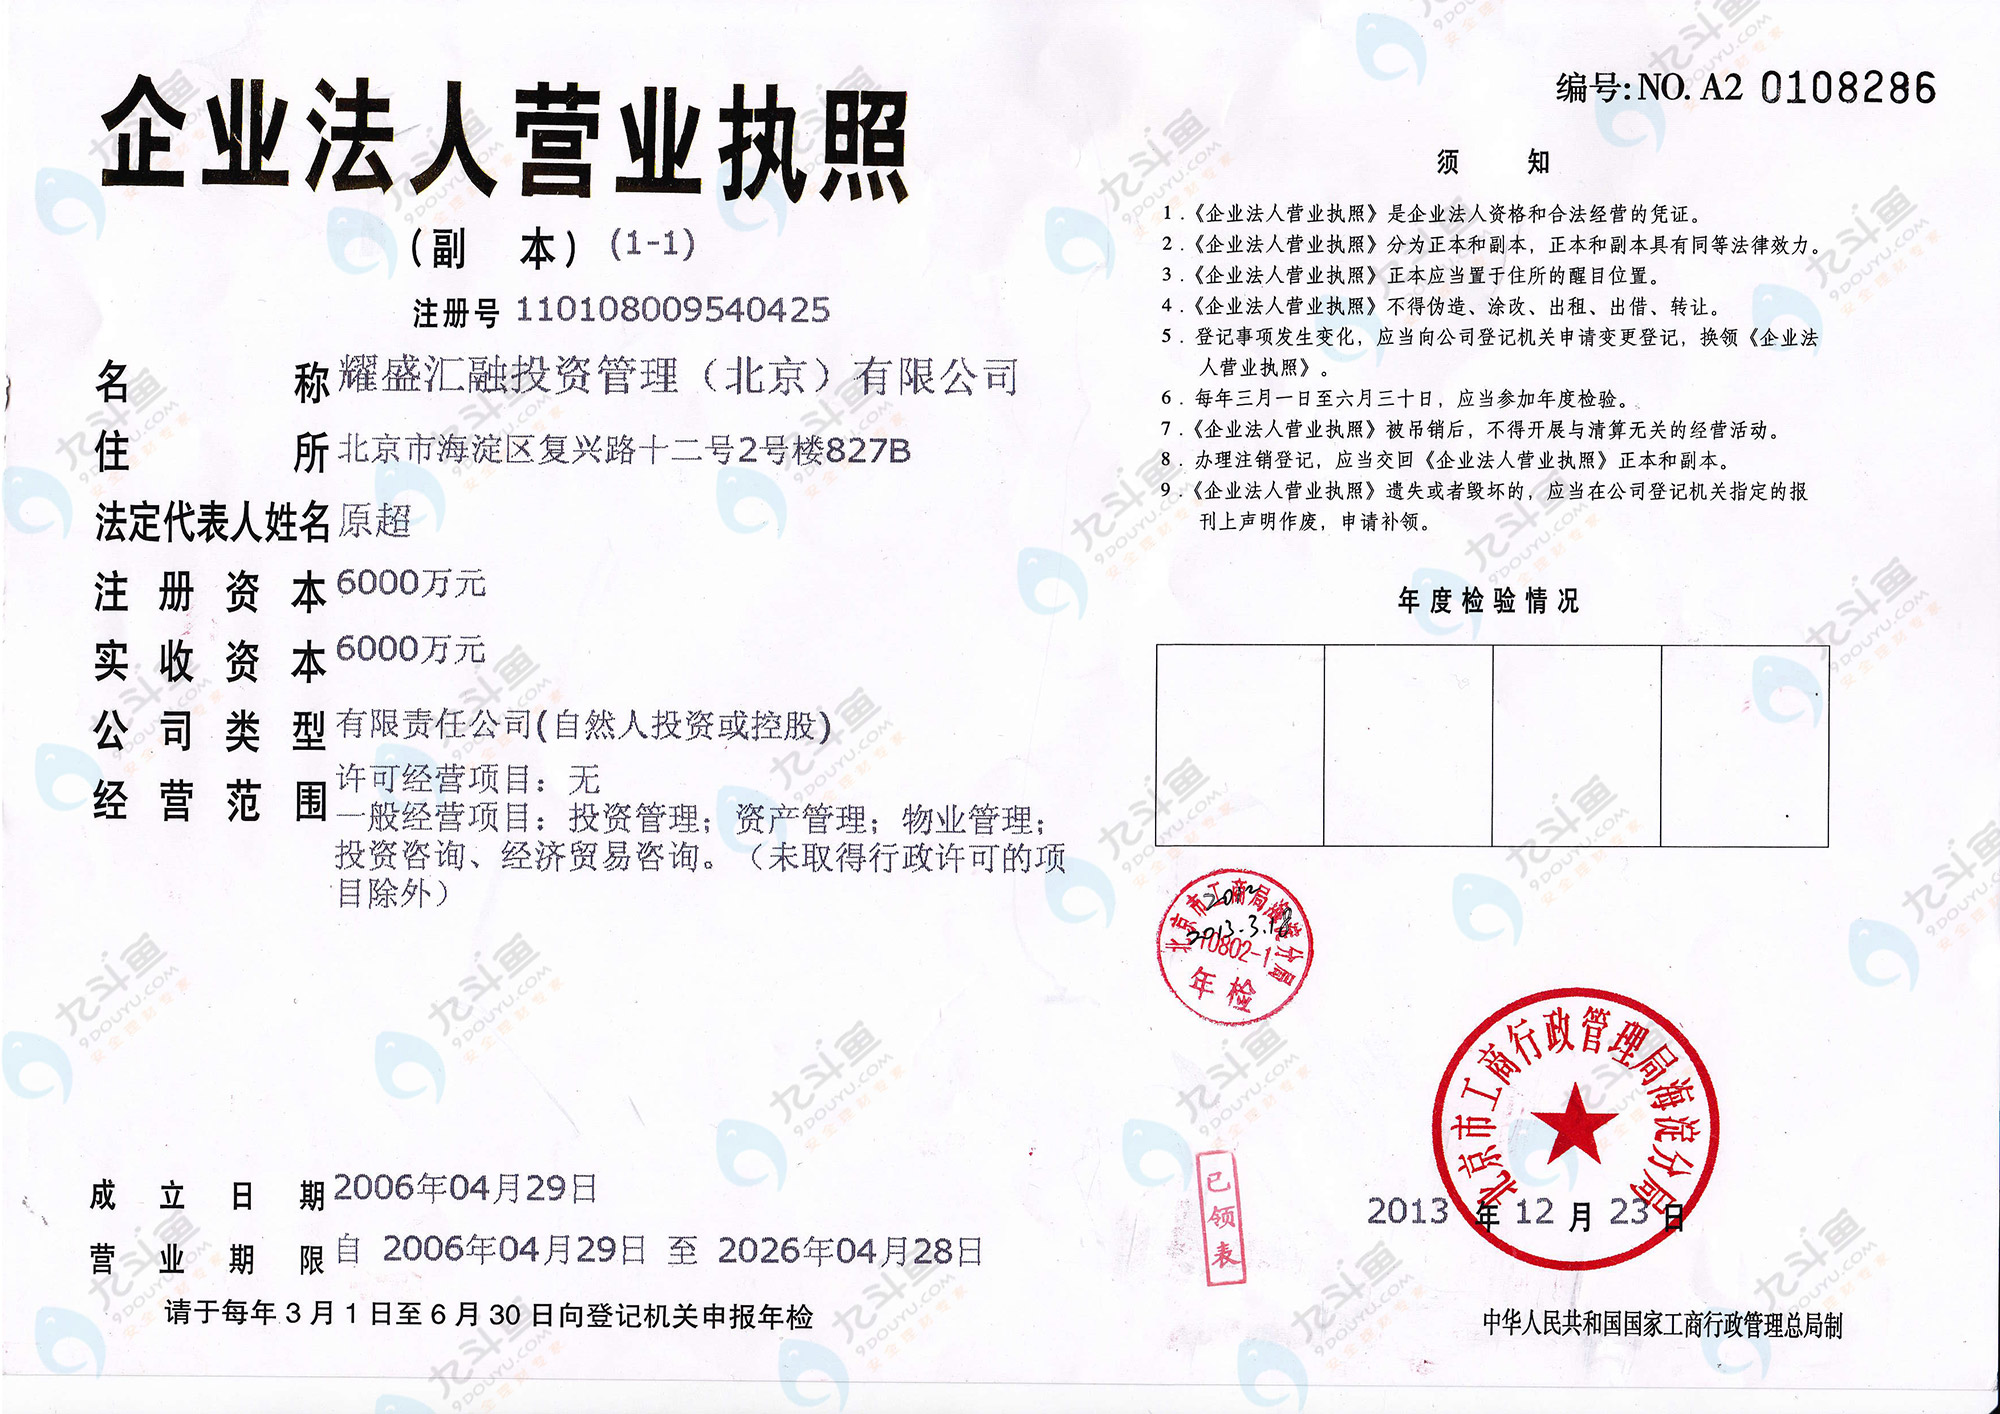 企业法人营业执照
（副 本）(1-1)
注册号 110108009540425
名 称 耀盛汇融投资管理（北京）有限公司
住 所 北京市海淀区复兴路十二号2号楼827B
法定代表人姓名 原超
注 册 资 本 6000万元
实 收 资 本 6000万元
公 司 类 型 有限责任公司(自然人投资或控股)
经 营 范 围 许可经营项目：无
一般经营项目：投资管理；资产管理；物业管理；
投资咨询、经济贸易咨询。（未取得行政许可的项
目除外）
成 立 日 期 2006年04月29日
营 业 期 限 自 2006年04月29日 至 2026年04月28日
请于每年3月1日至6月30日向登记机关申报年检
编号:NO. A2 0108286
须 知
1．《企业法人营业执照》是企业法人资格和合法经营的凭证。
2．《企业法人营业执照》分为正本和副本，正本和副本具有同等法律效力。
3．《企业法人营业执照》正本应当置于住所的醒目位置。
4．《企业法人营业执照》不得伪造、涂改、出租、出借、转让。
5．登记事项发生变化，应当向公司登记机关申请变更登记，换领《企业法
人营业执照》。
6．每年三月一日至六月三十日，应当参加年度检验。
7．《企业法人营业执照》被吊销后，不得开展与清算无关的经营活动。
8．办理注销登记，应当交回《企业法人营业执照》正本和副本。
9．《企业法人营业执照》遗失或者毁坏的，应当在公司登记机关指定的报
刊上声明作废，申请补领。
年度检验情况
北京市工商局海淀分局
2012
2013.3.18
10802-1
年检
已领表
北京市工商行政管理局海淀分局
2013 年 12 月 23 日
中华人民共和国国家工商行政管理总局制
九斗鱼
9DOUYU.COM
安全理财专家